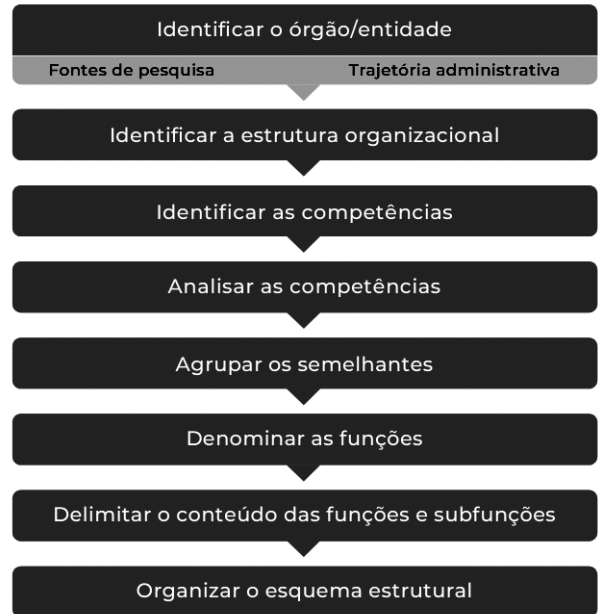 Identificar o órgão/entidade
Fontes de pesquisa Trajetória administrativa
Identificar a estrutura organizacional
Identificar as competências
Analisar as competências
Agrupar os semelhantes
Denominar as funções
Delimitar o conteúdo das funções e subfunções
Organizar o esquema estrutural